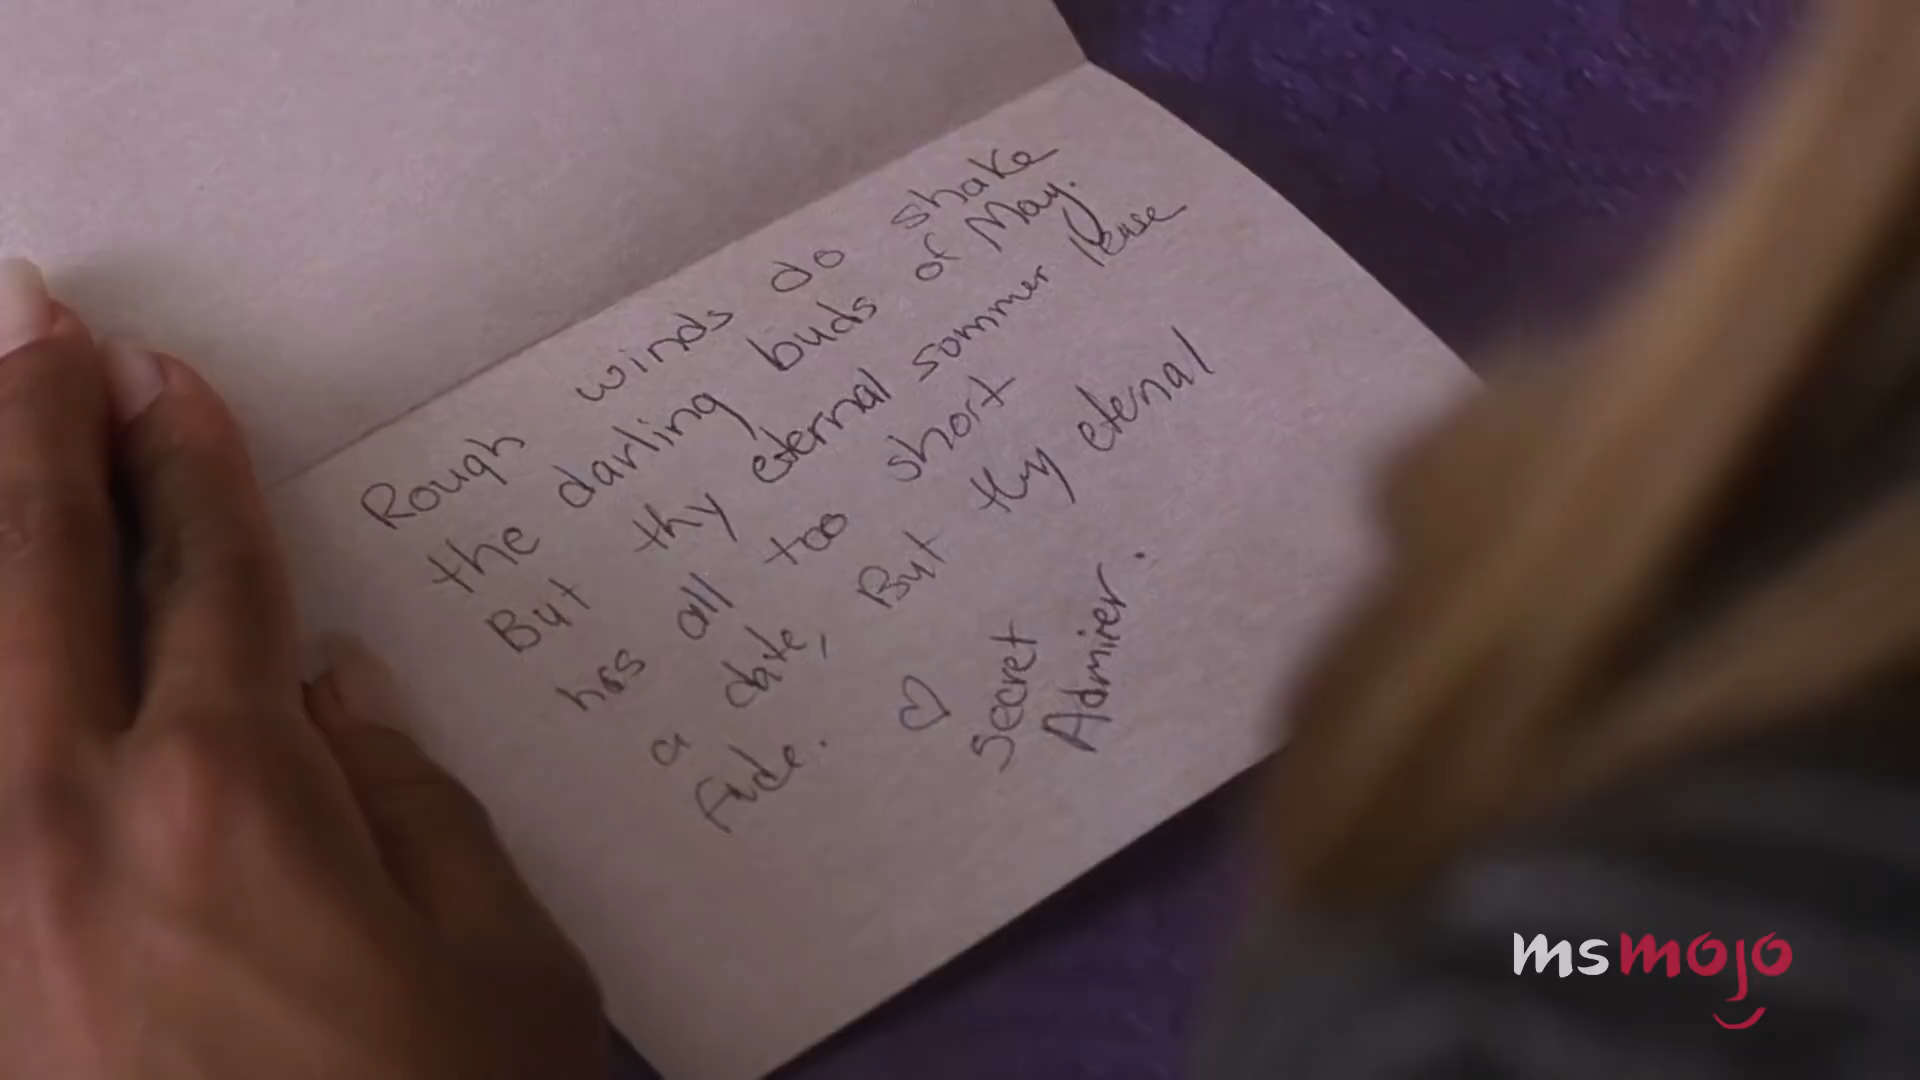 Rough winds do shake
the darling buds of May.
But thy eternal sommer lease
has all too short
a date, But thy eternal
fade. ♡ Secret
Admirer.
msmojo